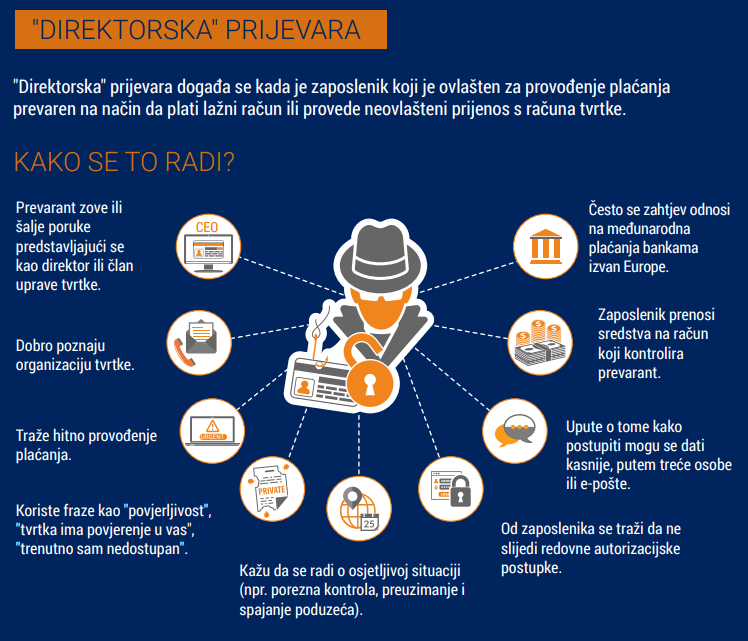 "DIREKTORSKA" PRIJEVARA
"Direktorska" prijevara događa se kada je zaposlenik koji je ovlašten za provođenje plaćanja
prevaren na način da plati lažni račun ili provede neovlašteni prijenos s računa tvrtke.
KAKO SE TO RADI?
Prevarant zove ili
šalje poruke
predstavljajući se
kao direktor ili član
uprave tvrtke.
CEO
Dobro poznaju
organizaciju tvrtke.
Traže hitno provođenje
plaćanja.
URGENT
Koriste fraze kao "povjerljivost",
"tvrtka ima povjerenje u vas",
"trenutno sam nedostupan".
PRIVATE
Kažu da se radi o osjetljivoj situaciji
(npr. porezna kontrola, preuzimanje i
spajanje poduzeća).
25
Od zaposlenika se traži da ne
slijedi redovne autorizacijske
postupke.
Upute o tome kako
postupiti mogu se dati
kasnije, putem treće osobe
ili e-pošte.
Zaposlenik prenosi
sredstva na račun
koji kontrolira
prevarant.
Često se zahtjev odnosi
na međunarodna
plaćanja bankama
izvan Europe.